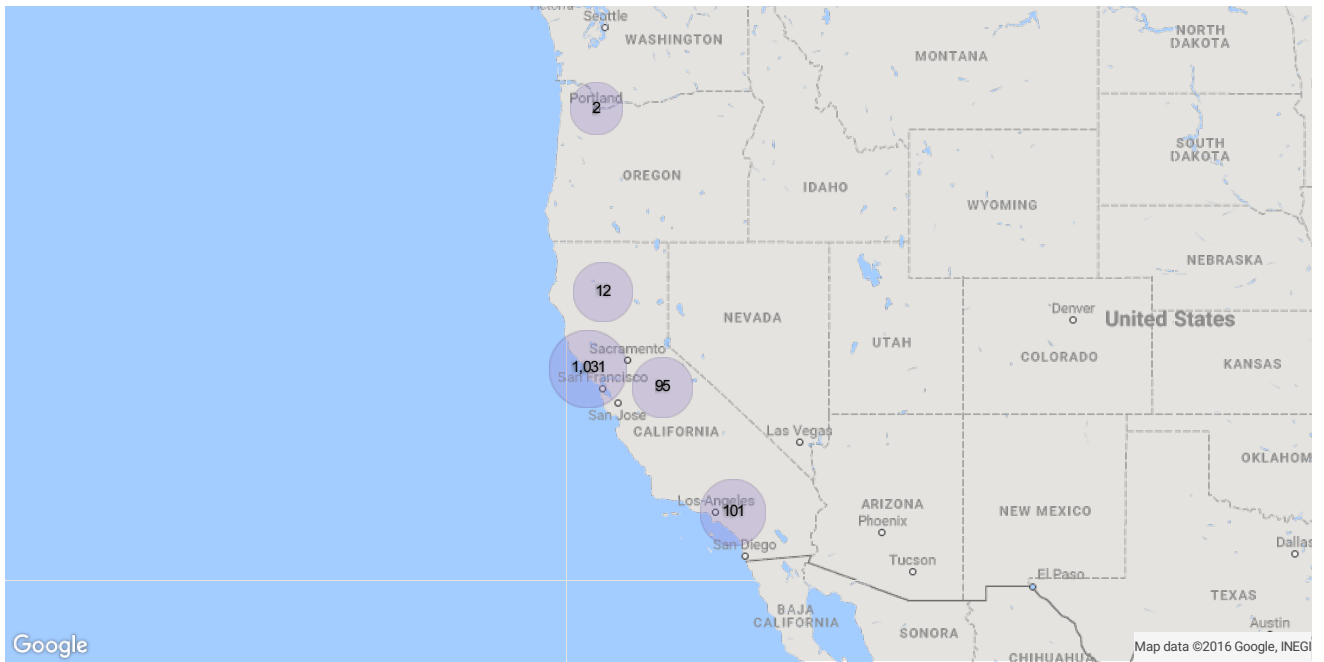 Victoria
Seattle
WASHINGTON
NORTH
DAKOTA
MONTANA
Portland
2
SOUTH
DAKOTA
OREGON
IDAHO
WYOMING
NEBRASKA
12
Denver
United States
NEVADA
UTAH
COLORADO
KANSAS
Sacramento
1,031
San Francisco
95
San Jose
CALIFORNIA
Las Vegas
OKLAHOM
Los Angeles
101
ARIZONA
Phoenix
NEW MEXICO
San Diego
Dallas
Tucson
El Paso
TEXAS
BAJA
CALIFORNIA
SONORA
Austin
CHIHUAHUA
Google
Map data ©2016 Google, INEGI